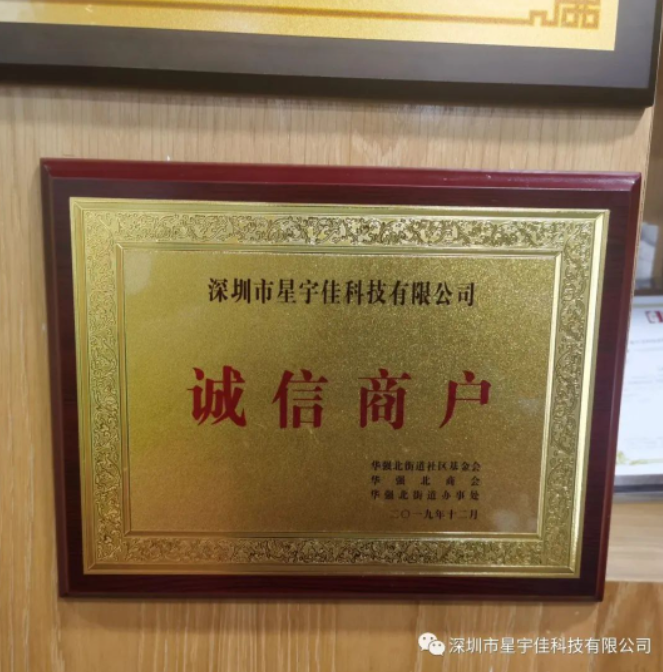 深圳市星宇佳科技有限公司
诚信商户
华强北街道社区基金会
华强北商会
华强北街道办事处
二〇一九年十二月
深圳市星宇佳科技有限公司